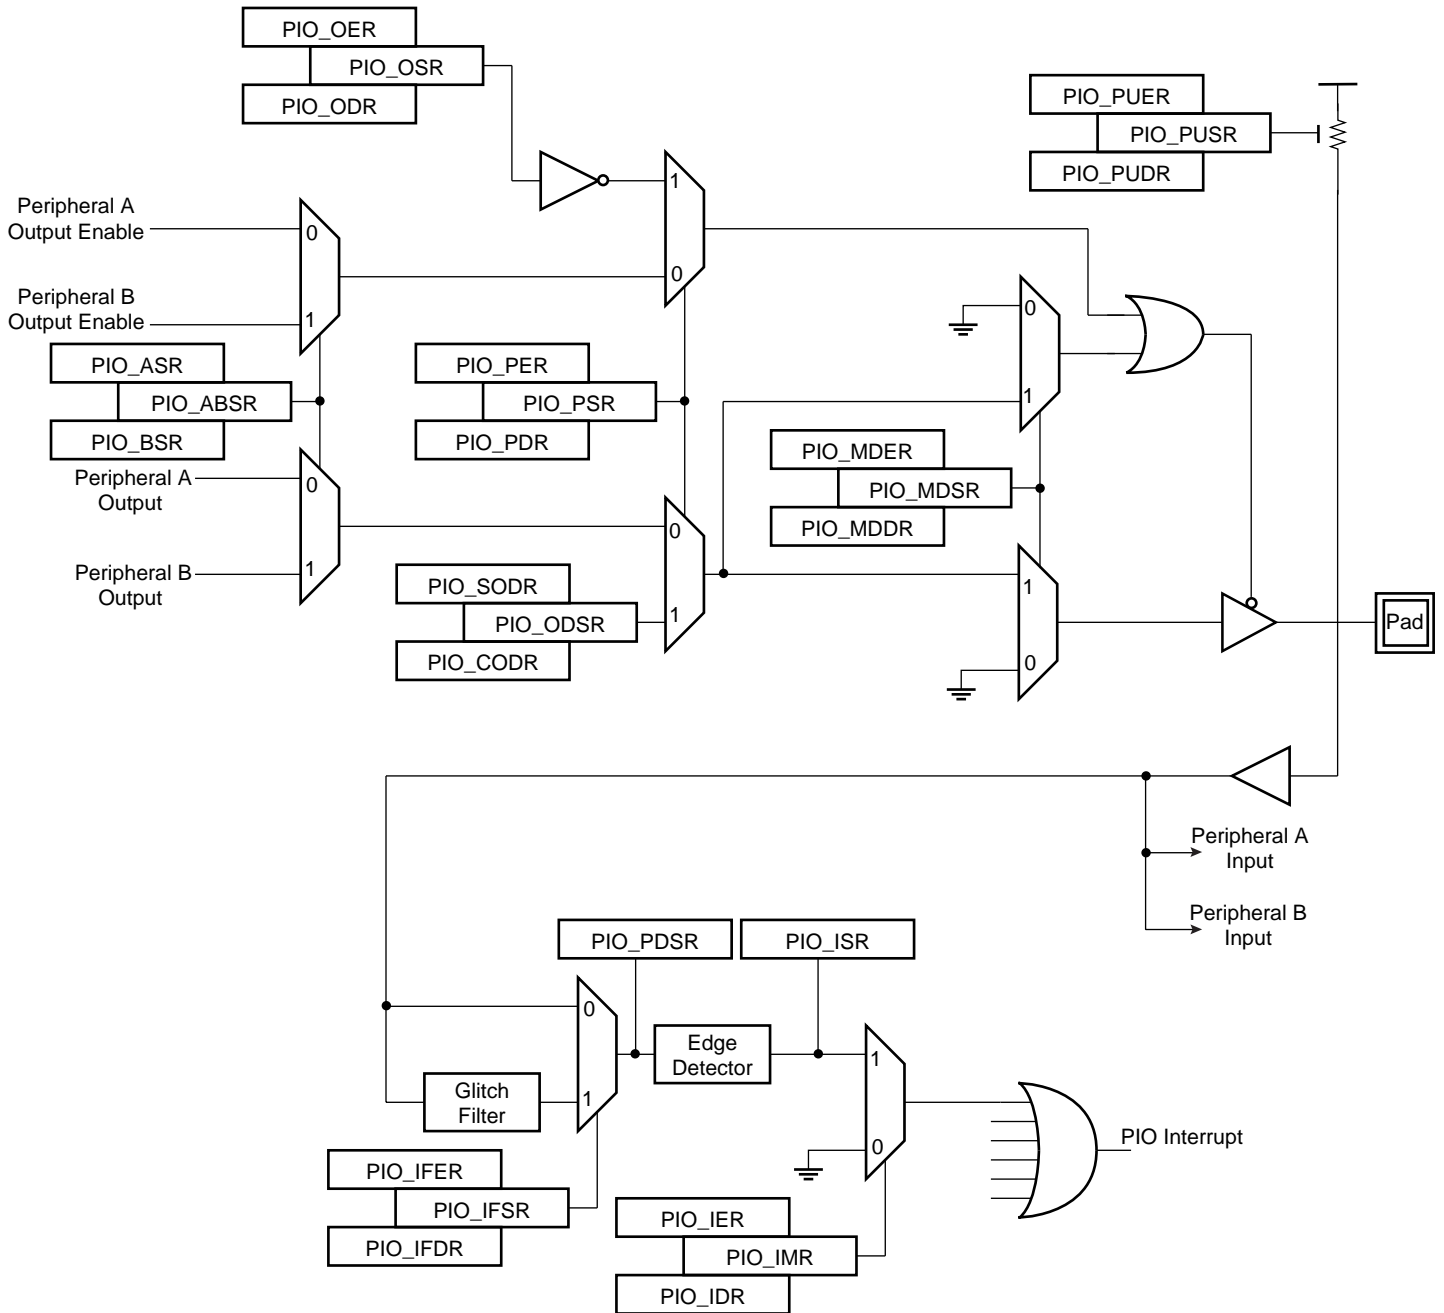 PIO_OER
PIO_OSR
PIO_ODR
PIO_PUER
PIO_PUSR
PIO_PUDR
1
0
Peripheral A
Output Enable
0
Peripheral B
Output Enable
1
0
1
PIO_ASR
PIO_ABSR
PIO_BSR
PIO_PER
PIO_PSR
PIO_PDR
PIO_MDER
PIO_MDSR
PIO_MDDR
Peripheral A
Output
0
Peripheral B
Output
1
0
1
PIO_SODR
PIO_ODSR
PIO_CODR
1
0
Pad
Peripheral A
Input
Peripheral B
Input
PIO_PDSR
PIO_ISR
0
1
Glitch
Filter
Edge
Detector
1
0
PIO Interrupt
PIO_IFER
PIO_IFSR
PIO_IFDR
PIO_IER
PIO_IMR
PIO_IDR